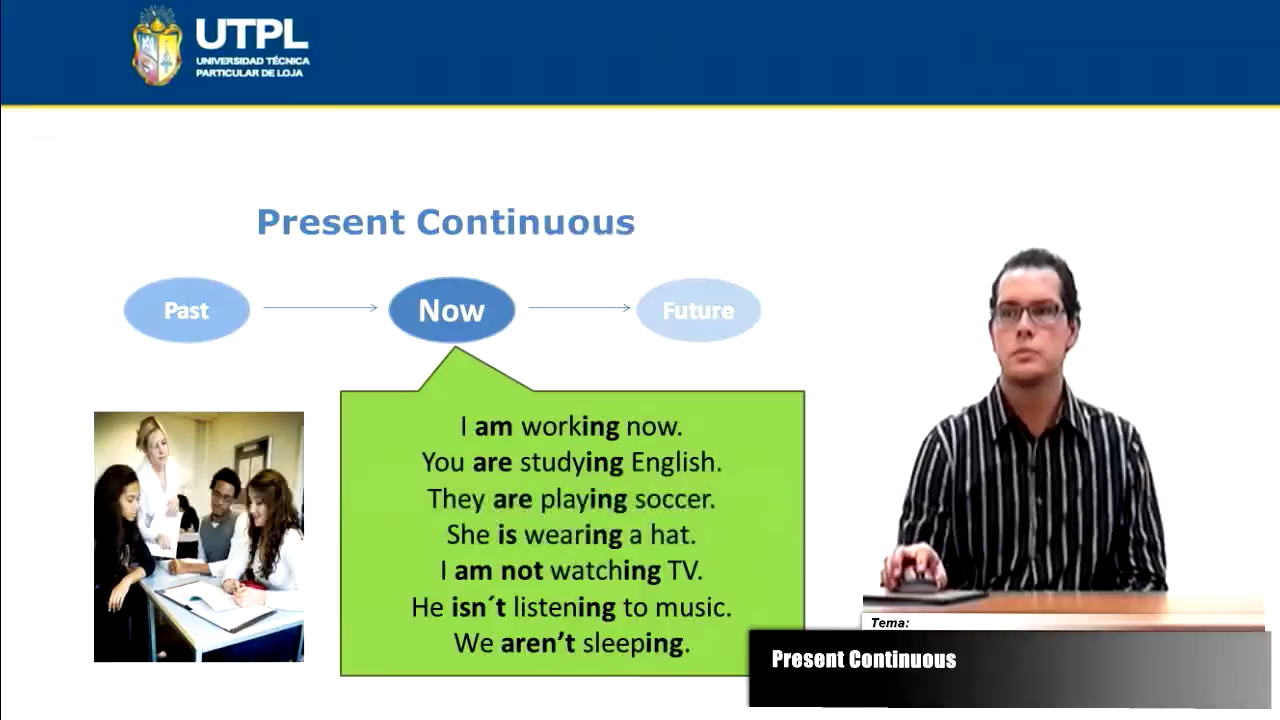 UTPL
UNIVERSIDAD TÉCNICA
PARTICULAR DE LOJA
Present Continuous
Past
Now
Future
I am working now.
You are studying English.
They are playing soccer.
She is wearing a hat.
I am not watching TV.
He isn´t listening to music.
We aren’t sleeping.
Tema:
Present Continuous